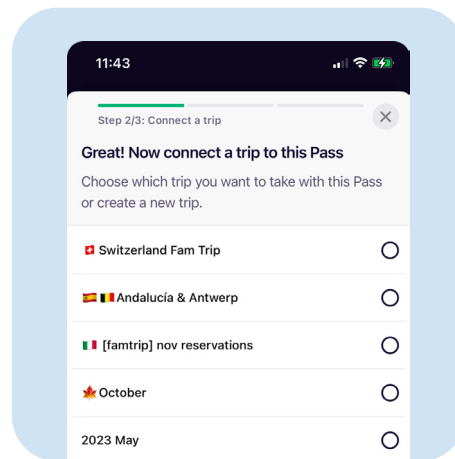 11:43
Step 2/3: Connect a trip
Great! Now connect a trip to this Pass
Choose which trip you want to take with this Pass
or create a new trip.
🇨🇭 Switzerland Fam Trip
🇪🇸🇧🇪 Andalucía & Antwerp
🇮🇹 [famtrip] nov reservations
🍁 October
2023 May